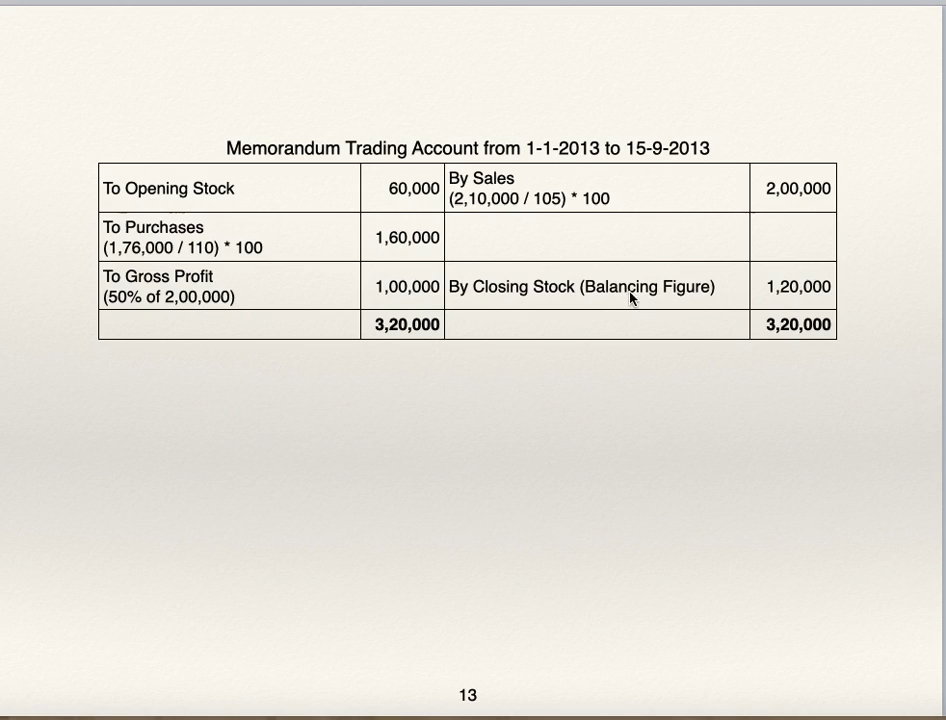 Memorandum Trading Account from 1-1-2013 to 15-9-2013
To Opening Stock 60,000 By Sales
(2,10,000 / 105) * 100 2,00,000
To Purchases
(1,76,000 / 110) * 100 1,60,000
To Gross Profit
(50% of 2,00,000) 1,00,000 By Closing Stock (Balancing Figure) 1,20,000
3,20,000 3,20,000
13